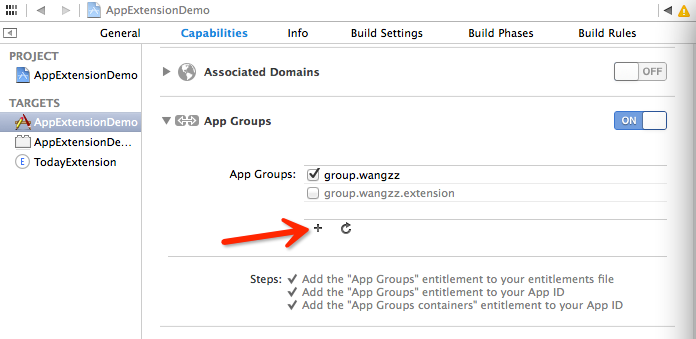 AppExtensionDemo
General Capabilities Info Build Settings Build Phases Build Rules
PROJECT
AppExtensionDemo
TARGETS
AppExtensionDemo
AppExtensionDe...
E TodayExtension
Associated Domains OFF
App Groups ON
App Groups: group.wangzz
group.wangzz.extension
Steps: Add the "App Groups" entitlement to your entitlements file
Add the "App Groups" entitlement to your App ID
Add the "App Groups containers" entitlement to your App ID